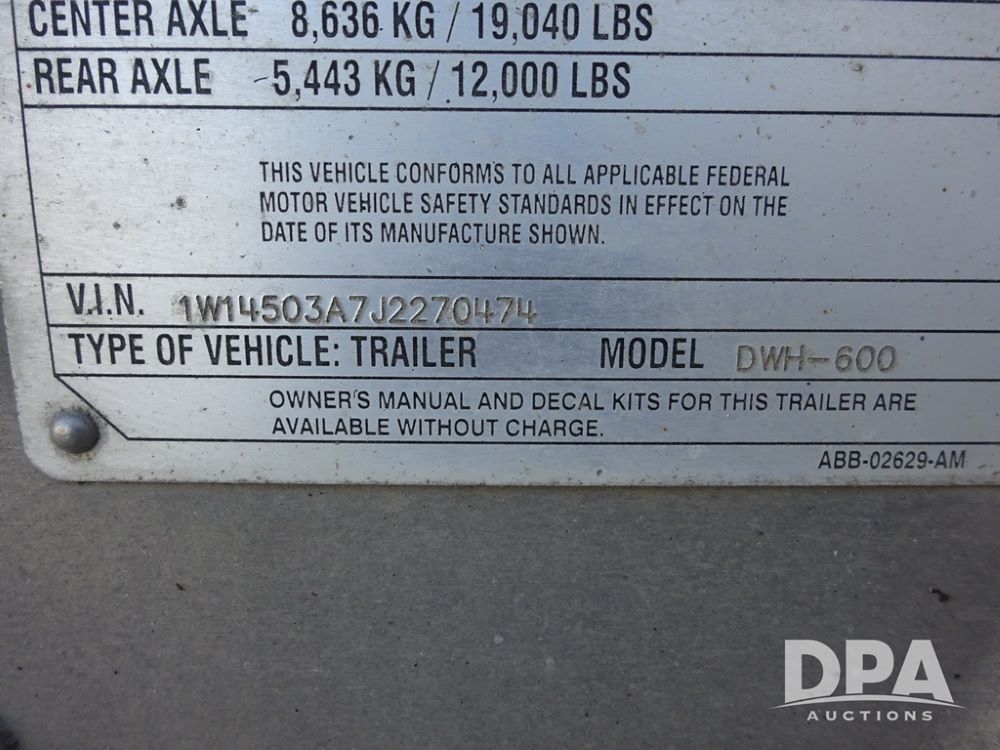 CENTER AXLE 8,636 KG / 19,040 LBS
REAR AXLE 5,443 KG / 12,000 LBS
THIS VEHICLE CONFORMS TO ALL APPLICABLE FEDERAL
MOTOR VEHICLE SAFETY STANDARDS IN EFFECT ON THE
DATE OF ITS MANUFACTURE SHOWN.
V.I.N. 1W14503A7J2270474
TYPE OF VEHICLE: TRAILER MODEL DWH-600
OWNER'S MANUAL AND DECAL KITS FOR THIS TRAILER ARE
AVAILABLE WITHOUT CHARGE.
ABB-02629-AM
DPA
AUCTIONS